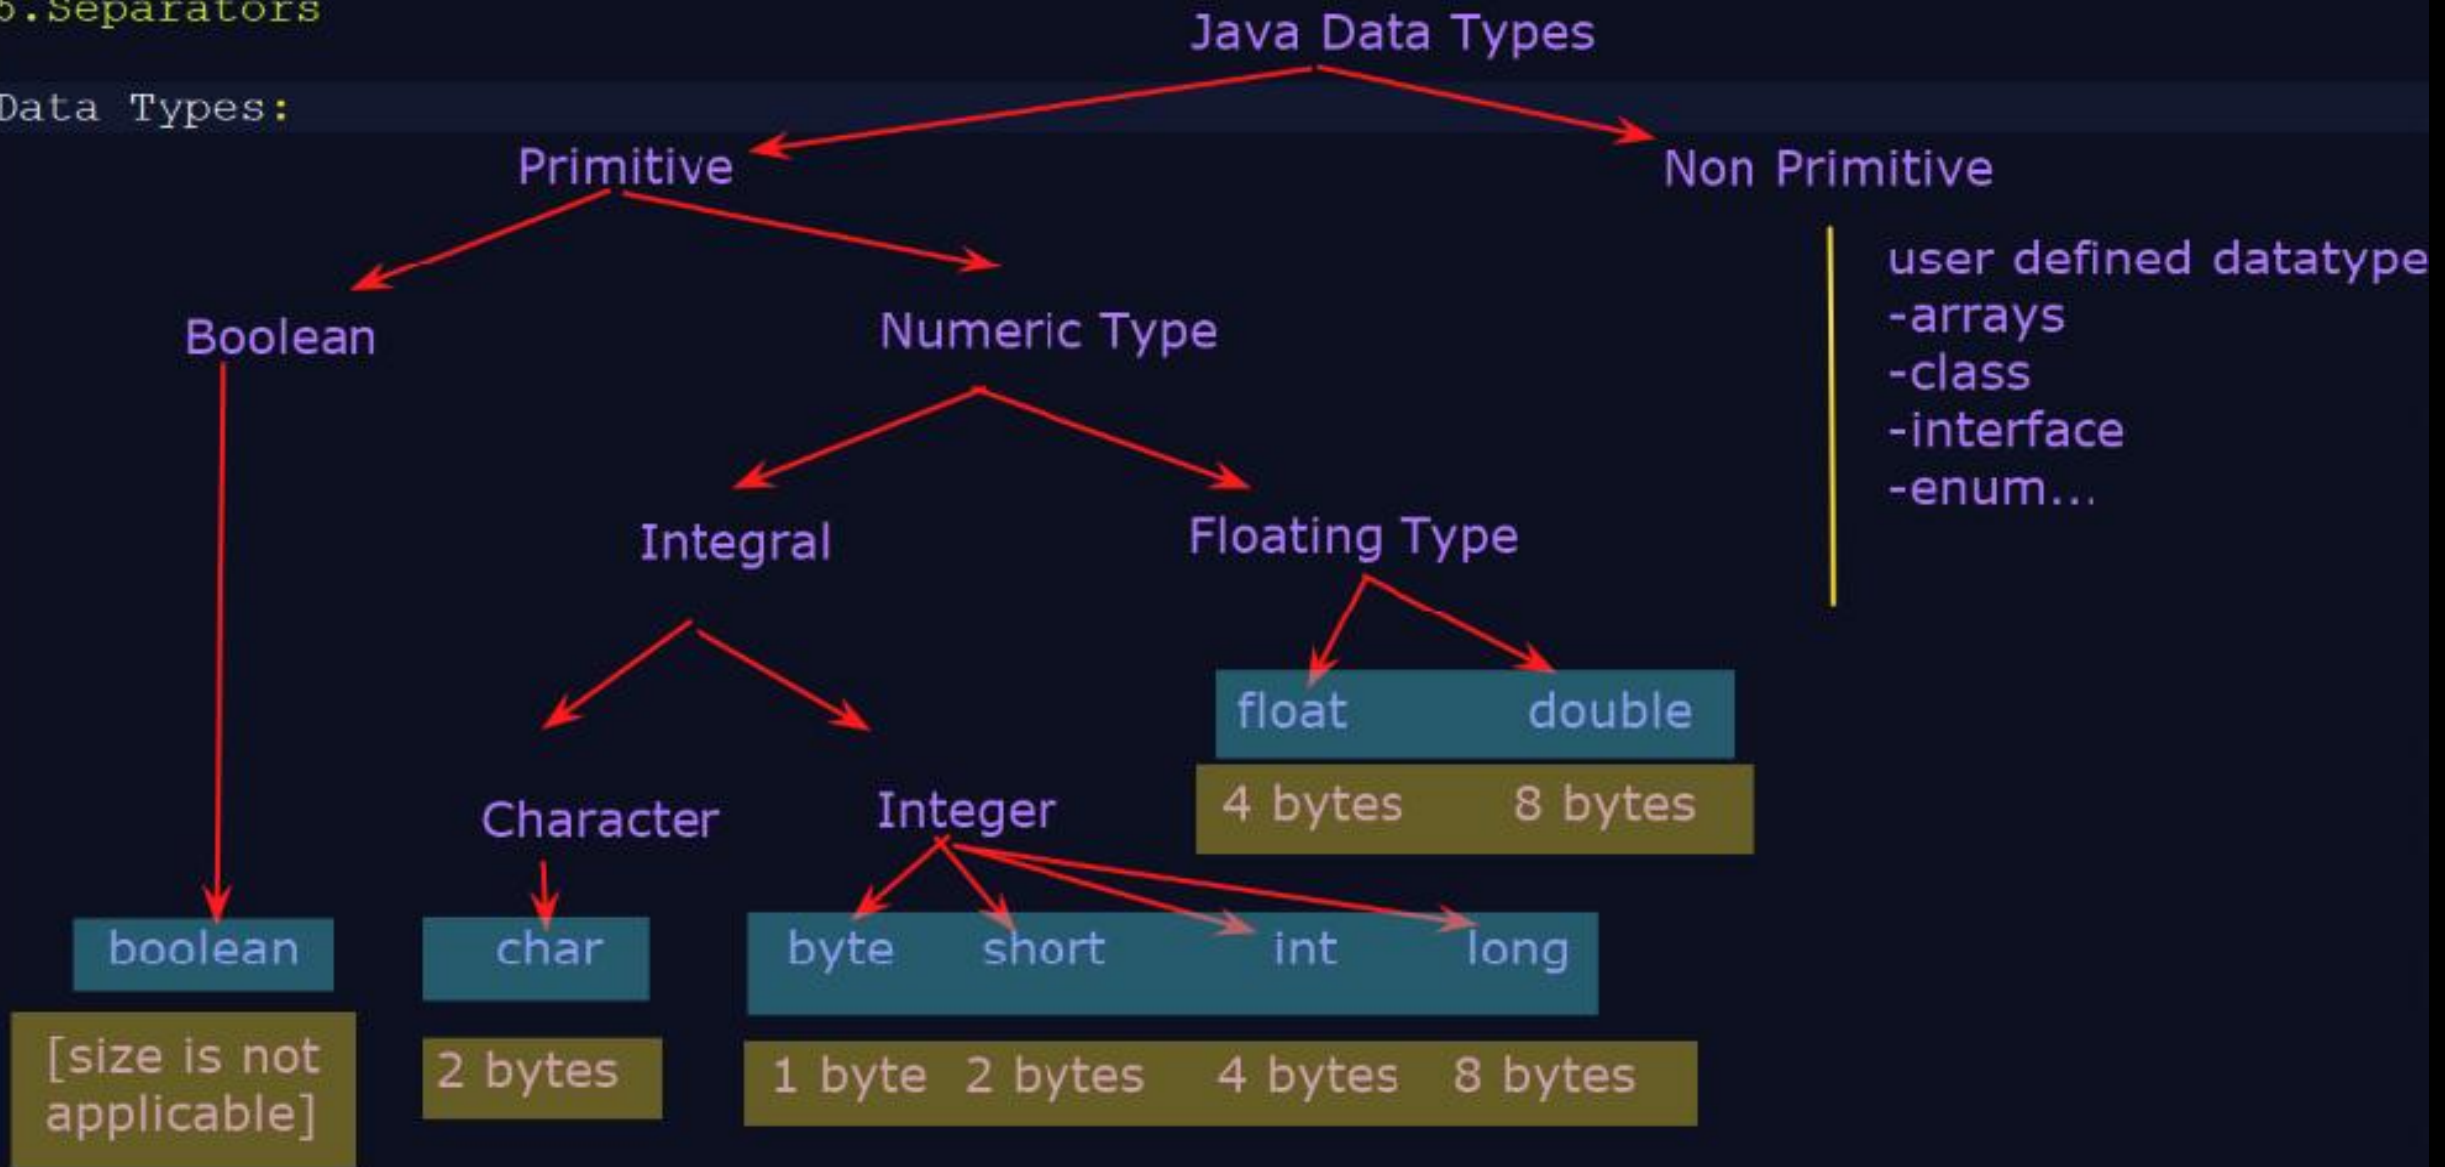 5.Separators
Java Data Types
Data Types:
Primitive
Non Primitive
user defined datatype
-arrays
-class
-interface
-enum...
Boolean
Numeric Type
Integral
Floating Type
float double
4 bytes 8 bytes
Character
Integer
boolean
char
byte short int long
[size is not
applicable]
2 bytes
1 byte 2 bytes 4 bytes 8 bytes